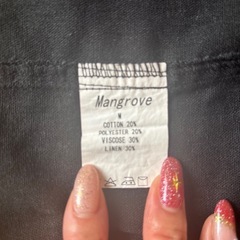 Mangrove
M
COTTON 20%
POLYESTER 20%
VISCOSE 30%
LINEN 30%